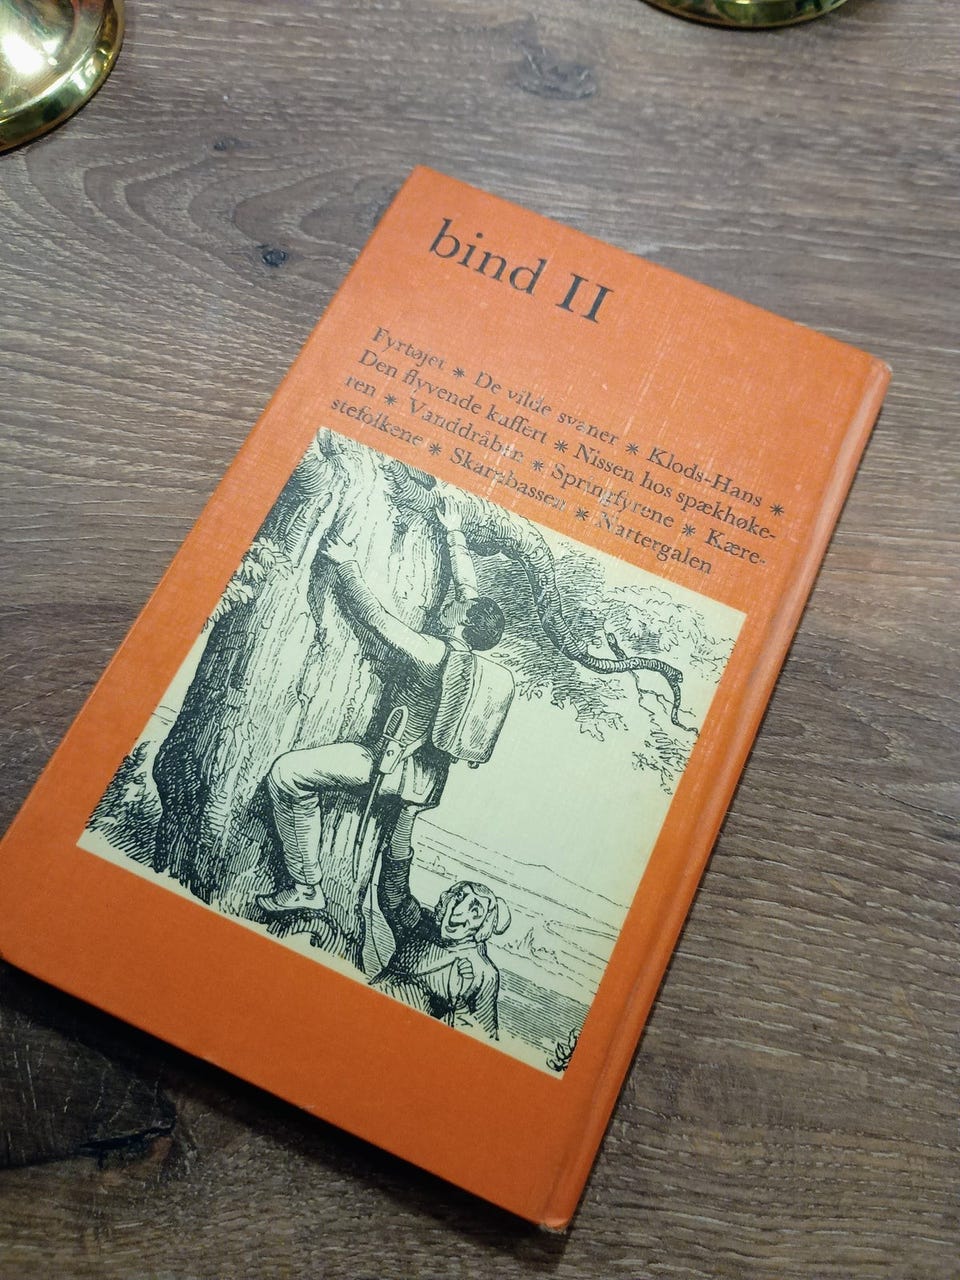 bind II
Fyrtøjet * De vilde svaner * Klods-Hans *
Den flyvende kuffert * Nissen hos spækhøke-
ren * Vanddråben * Springfyrene * Kære-
stefolkene * Skarnbassen * Nattergalen